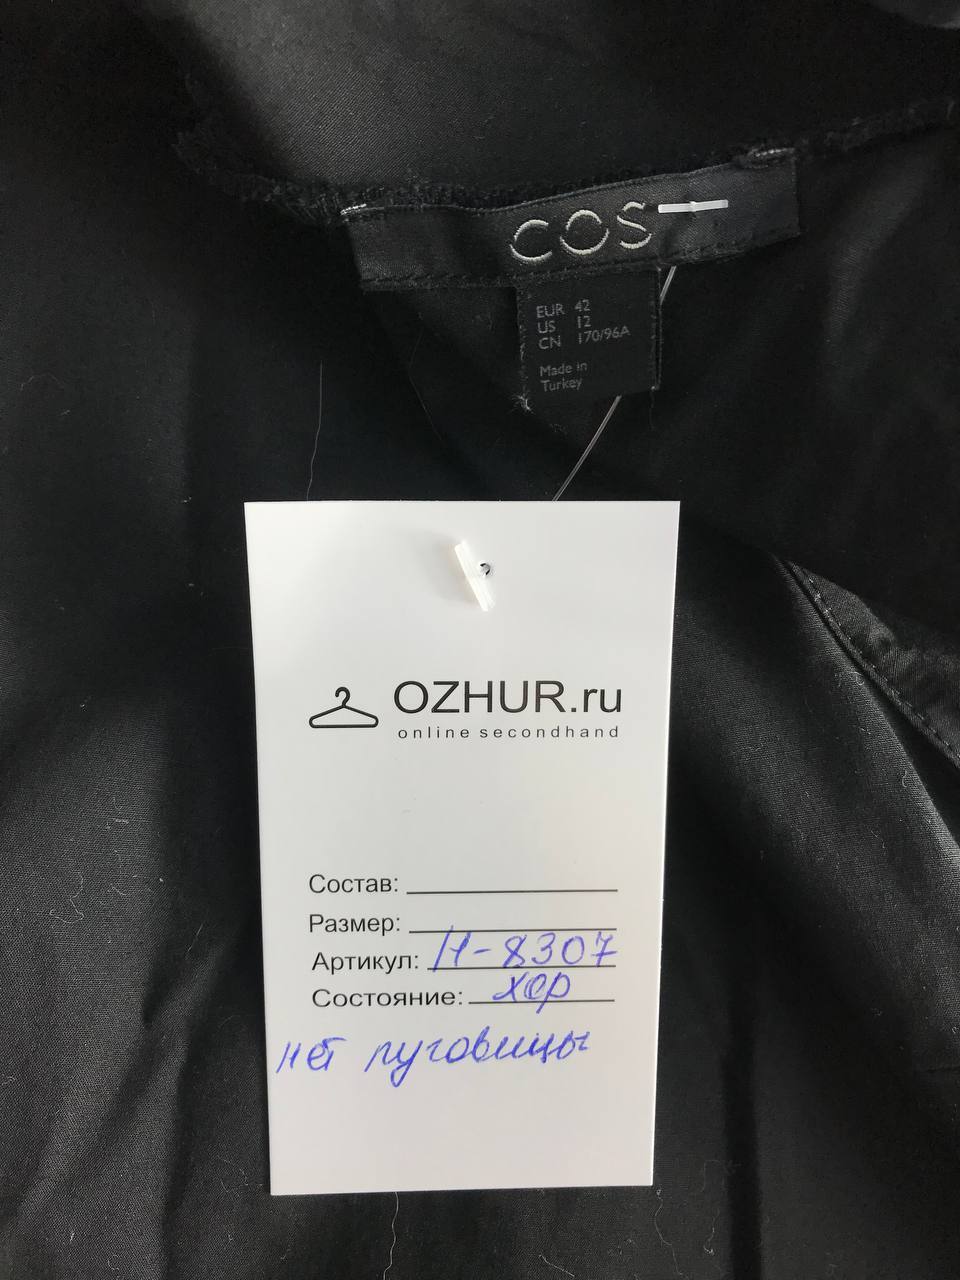 COS
EUR 42
US 12
CN 170/96A
Made in
Turkey
OZHUR.ru
online secondhand
Состав:
Размер:
Артикул: Н-8307
Состояние: хор
нет пуговицы